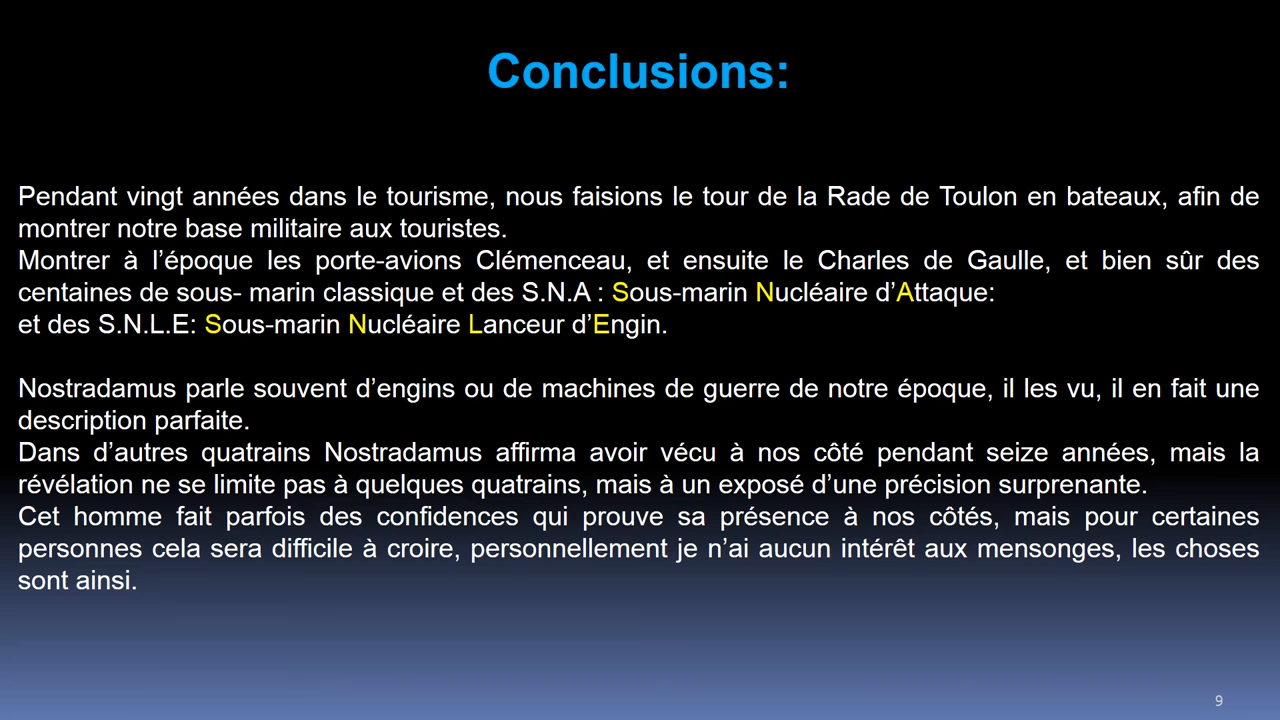 Conclusions:
Pendant vingt années dans le tourisme, nous faisions le tour de la Rade de Toulon en bateaux, afin de
montrer notre base militaire aux touristes.
Montrer à l’époque les porte-avions Clémenceau, et ensuite le Charles de Gaulle, et bien sûr des
centaines de sous- marin classique et des S.N.A : Sous-marin Nucléaire d’Attaque:
et des S.N.L.E: Sous-marin Nucléaire Lanceur d’Engin.
Nostradamus parle souvent d’engins ou de machines de guerre de notre époque, il les vu, il en fait une
description parfaite.
Dans d’autres quatrains Nostradamus affirma avoir vécu à nos côté pendant seize années, mais la
révélation ne se limite pas à quelques quatrains, mais à un exposé d’une précision surprenante.
Cet homme fait parfois des confidences qui prouve sa présence à nos côtés, mais pour certaines
personnes cela sera difficile à croire, personnellement je n’ai aucun intérêt aux mensonges, les choses
sont ainsi.
9